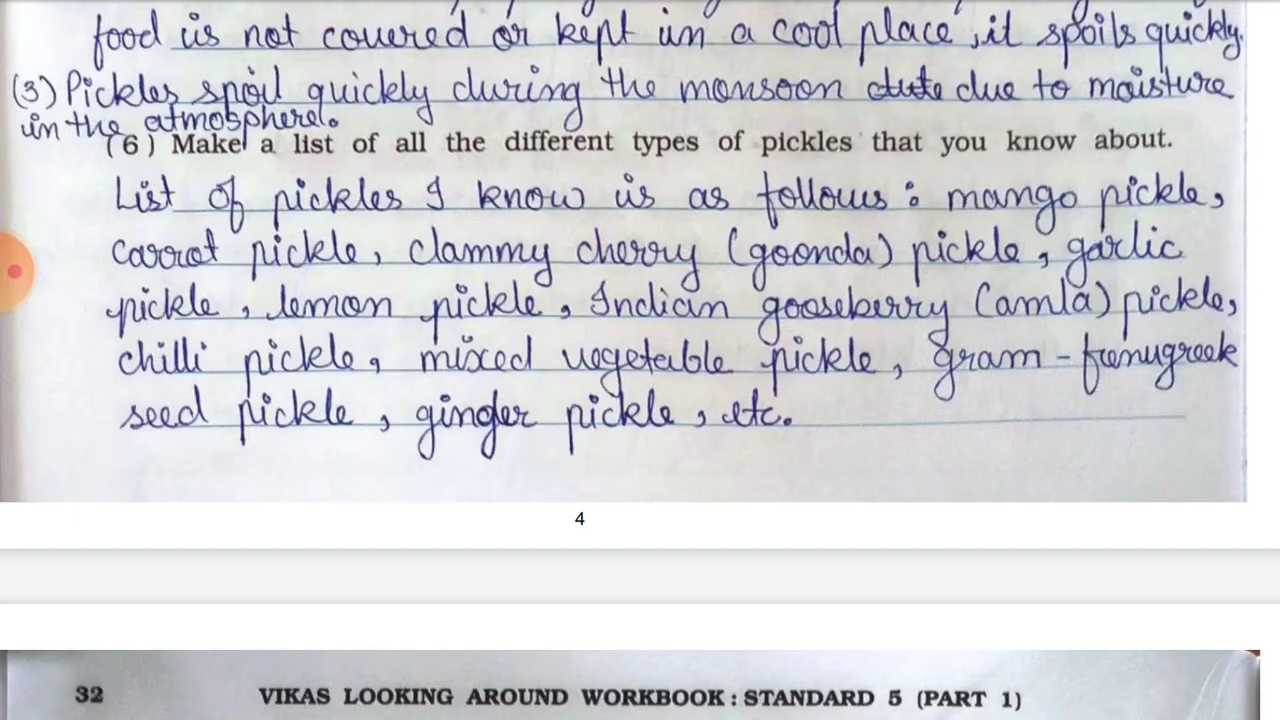 food is not covered or kept in a cool place, it spoils quickly.
(3) Pickles spoil quickly during the monsoon due to moisture
in the atmosphere.
(6) Make a list of all the different types of pickles that you know about.
List of pickles I know is as follows : mango pickle,
carrot pickle, clammy cherry (goonda) pickle, garlic
pickle, lemon pickle, Indian gooseberry (amla) pickle,
chilli pickle, mixed vegetable pickle, gram - frenugreek
seed pickle, ginger pickle, etc.
4
32 VIKAS LOOKING AROUND WORKBOOK : STANDARD 5 (PART 1)